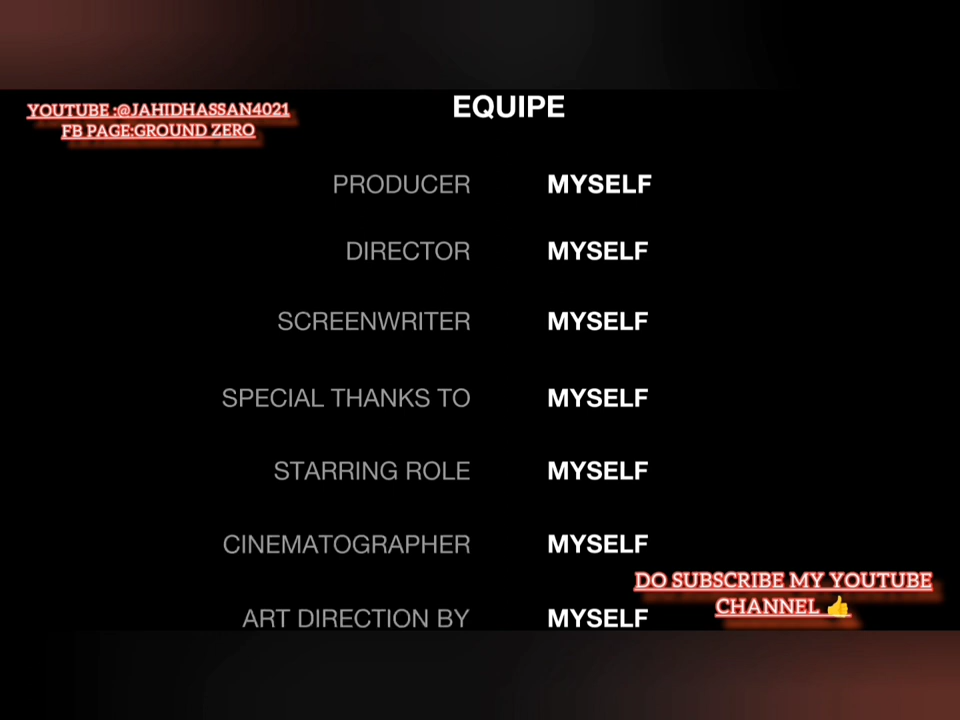 YOUTUBE :@JAHIDHASSAN4021
FB PAGE:GROUND ZERO
EQUIPE
PRODUCER MYSELF
DIRECTOR MYSELF
SCREENWRITER MYSELF
SPECIAL THANKS TO MYSELF
STARRING ROLE MYSELF
CINEMATOGRAPHER MYSELF
ART DIRECTION BY MYSELF
DO SUBSCRIBE MY YOUTUBE
CHANNEL 👍